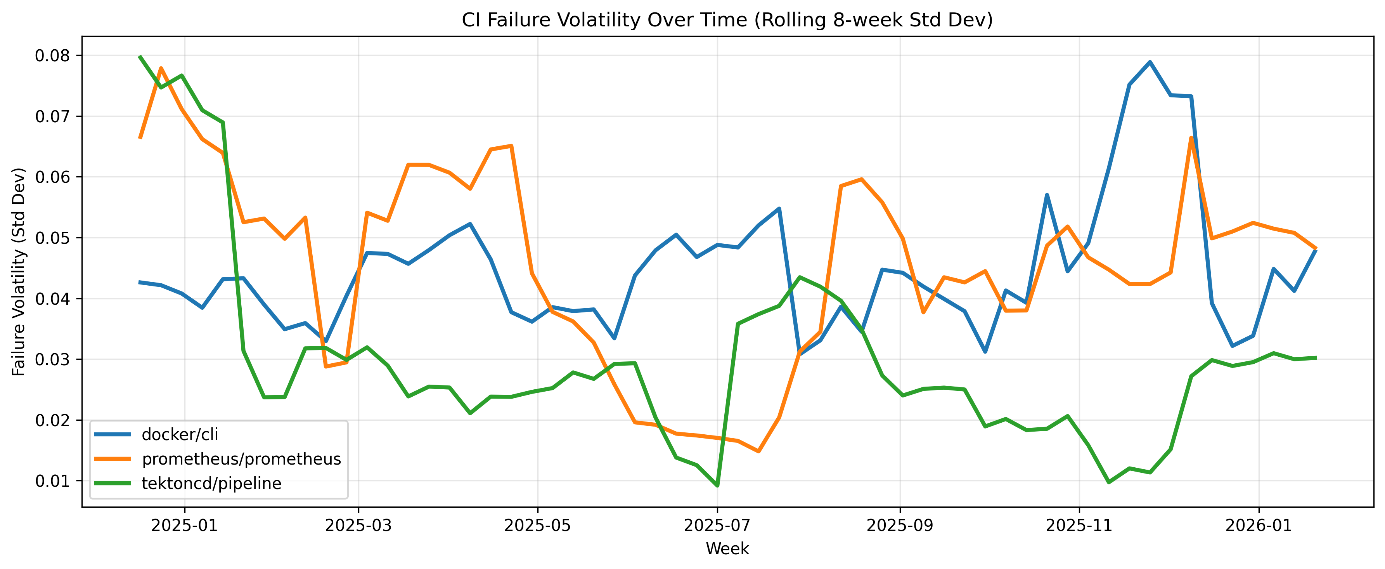 CI Failure Volatility Over Time (Rolling 8-week Std Dev)
Failure Volatility (Std Dev)
0.08
0.07
0.06
0.05
0.04
0.03
0.02
0.01
docker/cli
prometheus/prometheus
tektoncd/pipeline
2025-01 2025-03 2025-05 2025-07 2025-09 2025-11 2026-01
Week